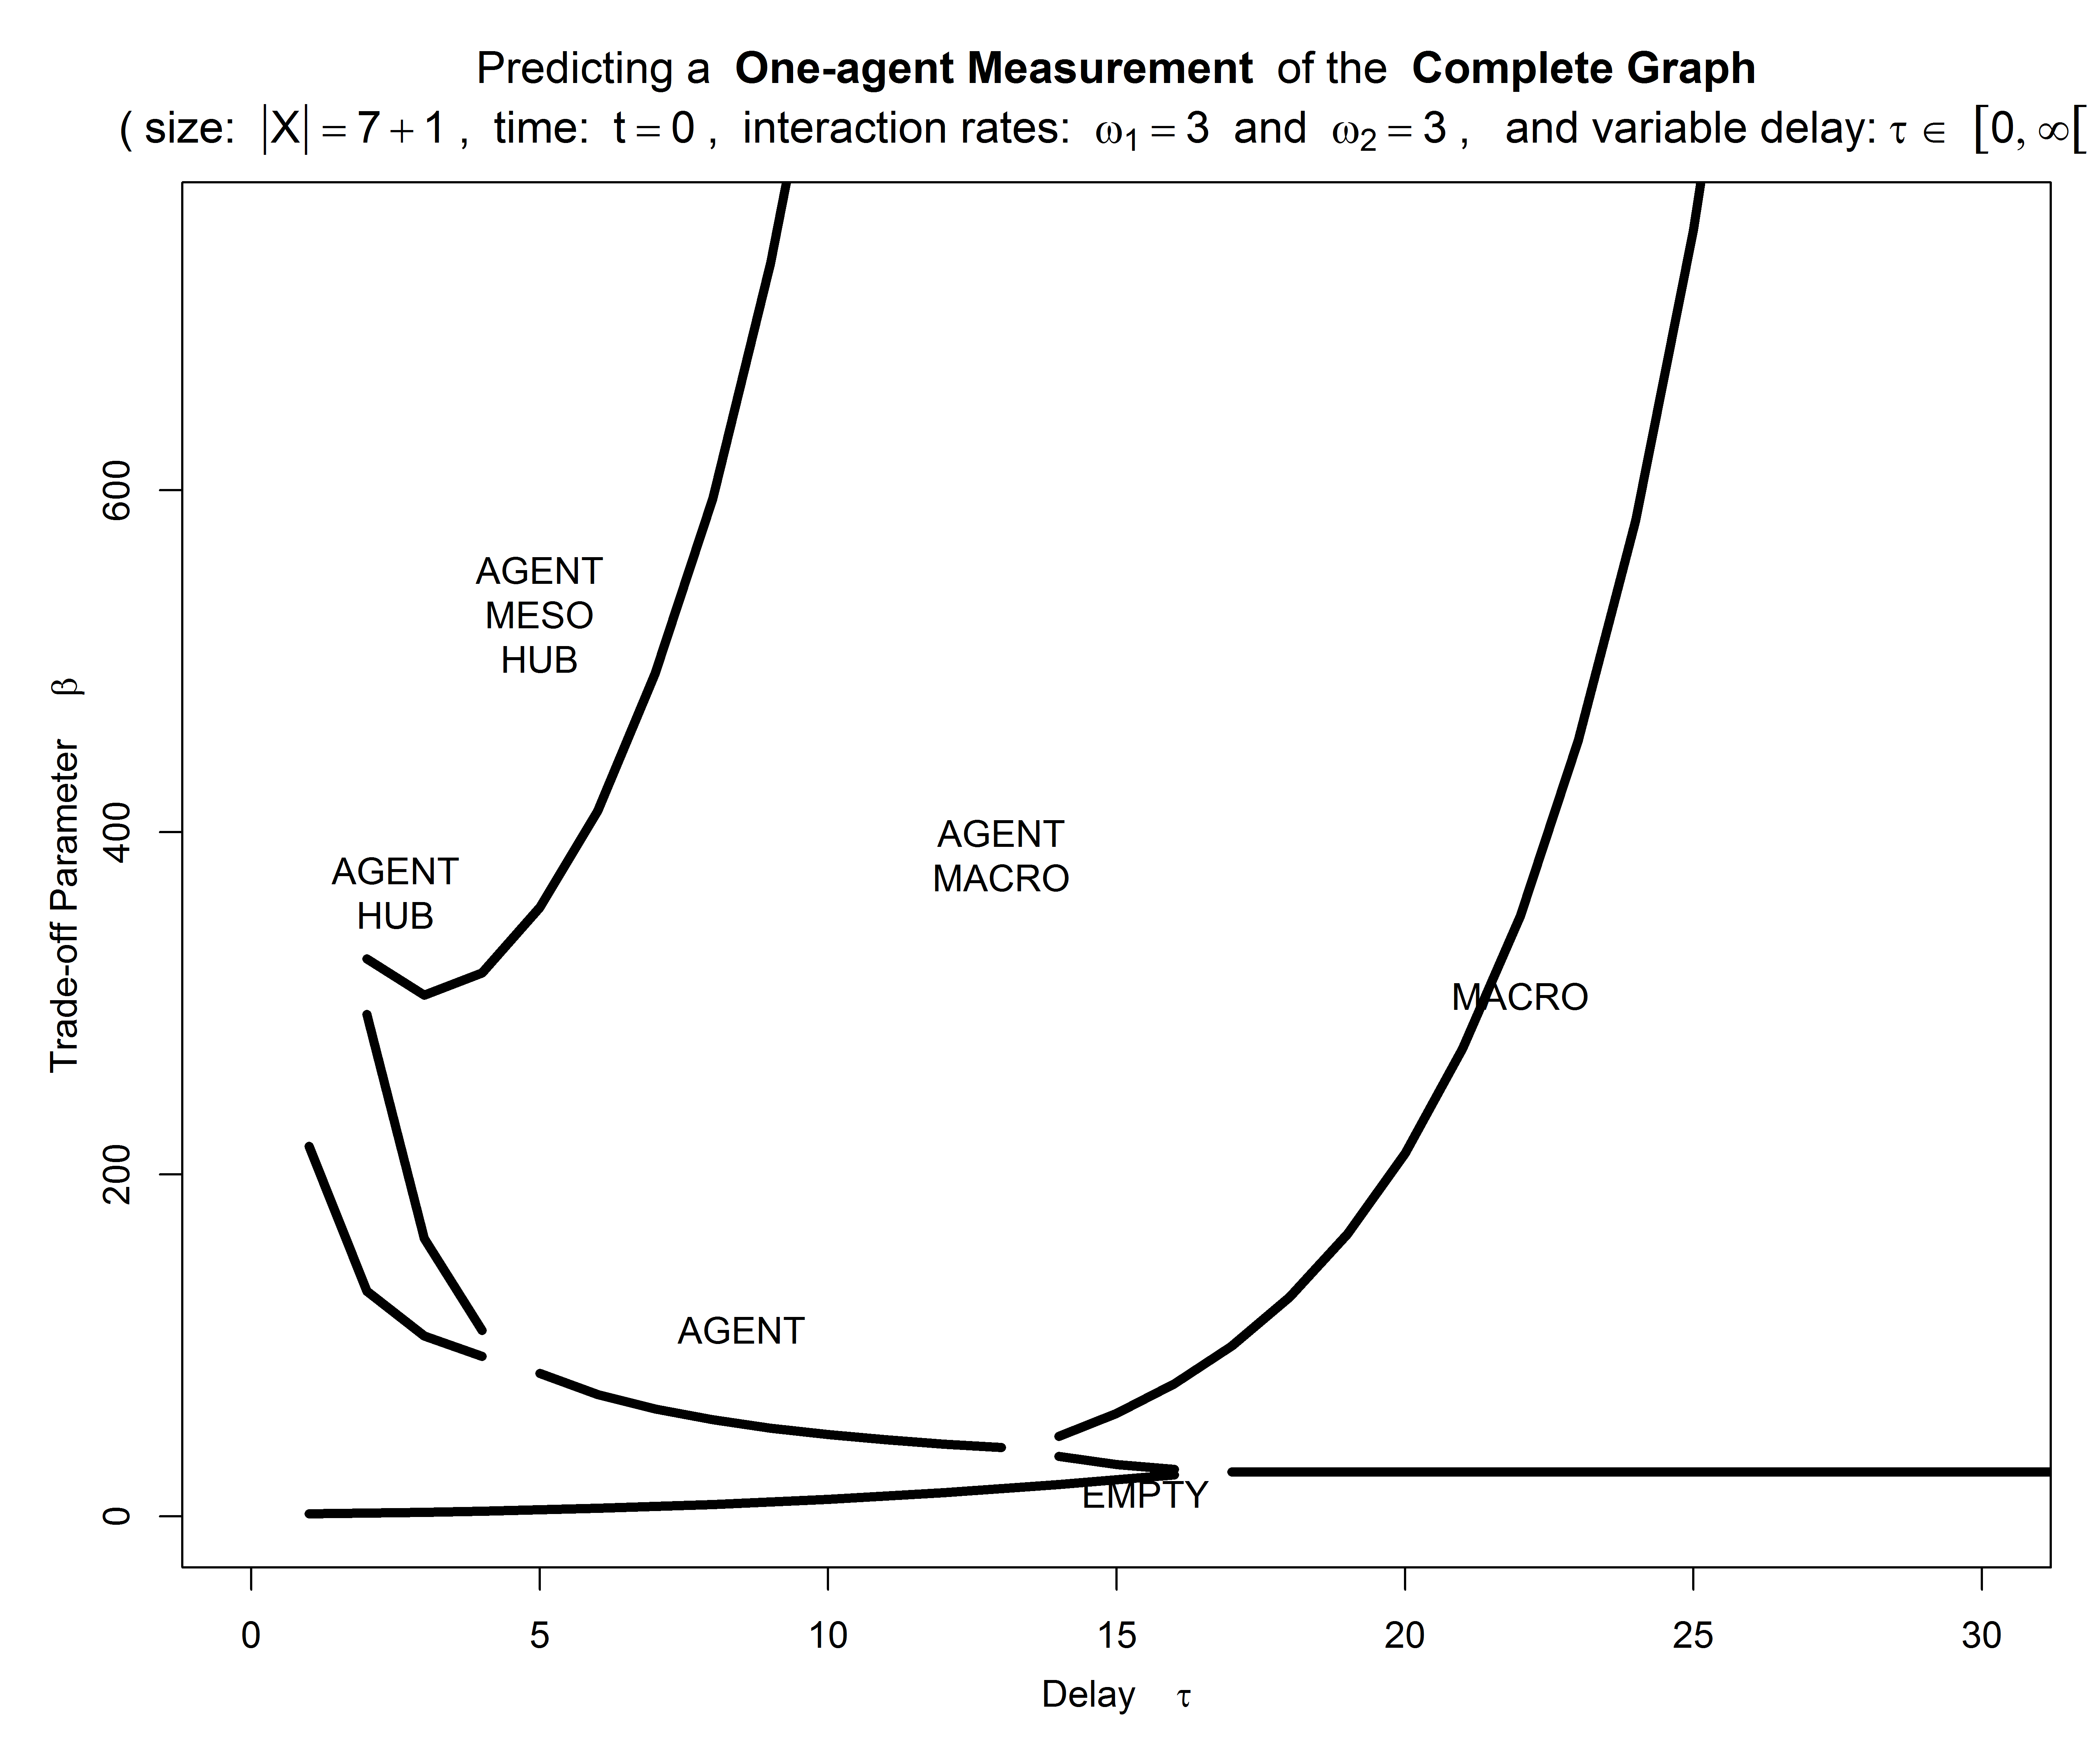 Predicting a One-agent Measurement of the Complete Graph
( size: |X| = 7 + 1 , time: t = 0 , interaction rates: ω1 = 3 and ω2 = 3 , and variable delay: τ ∈ [0, ∞[
Trade-off Parameter β
600
400
200
0
AGENT
MESO
HUB
AGENT
HUB
AGENT
MACRO
MACRO
AGENT
EMPTY
0 5 10 15 20 25 30
Delay τ